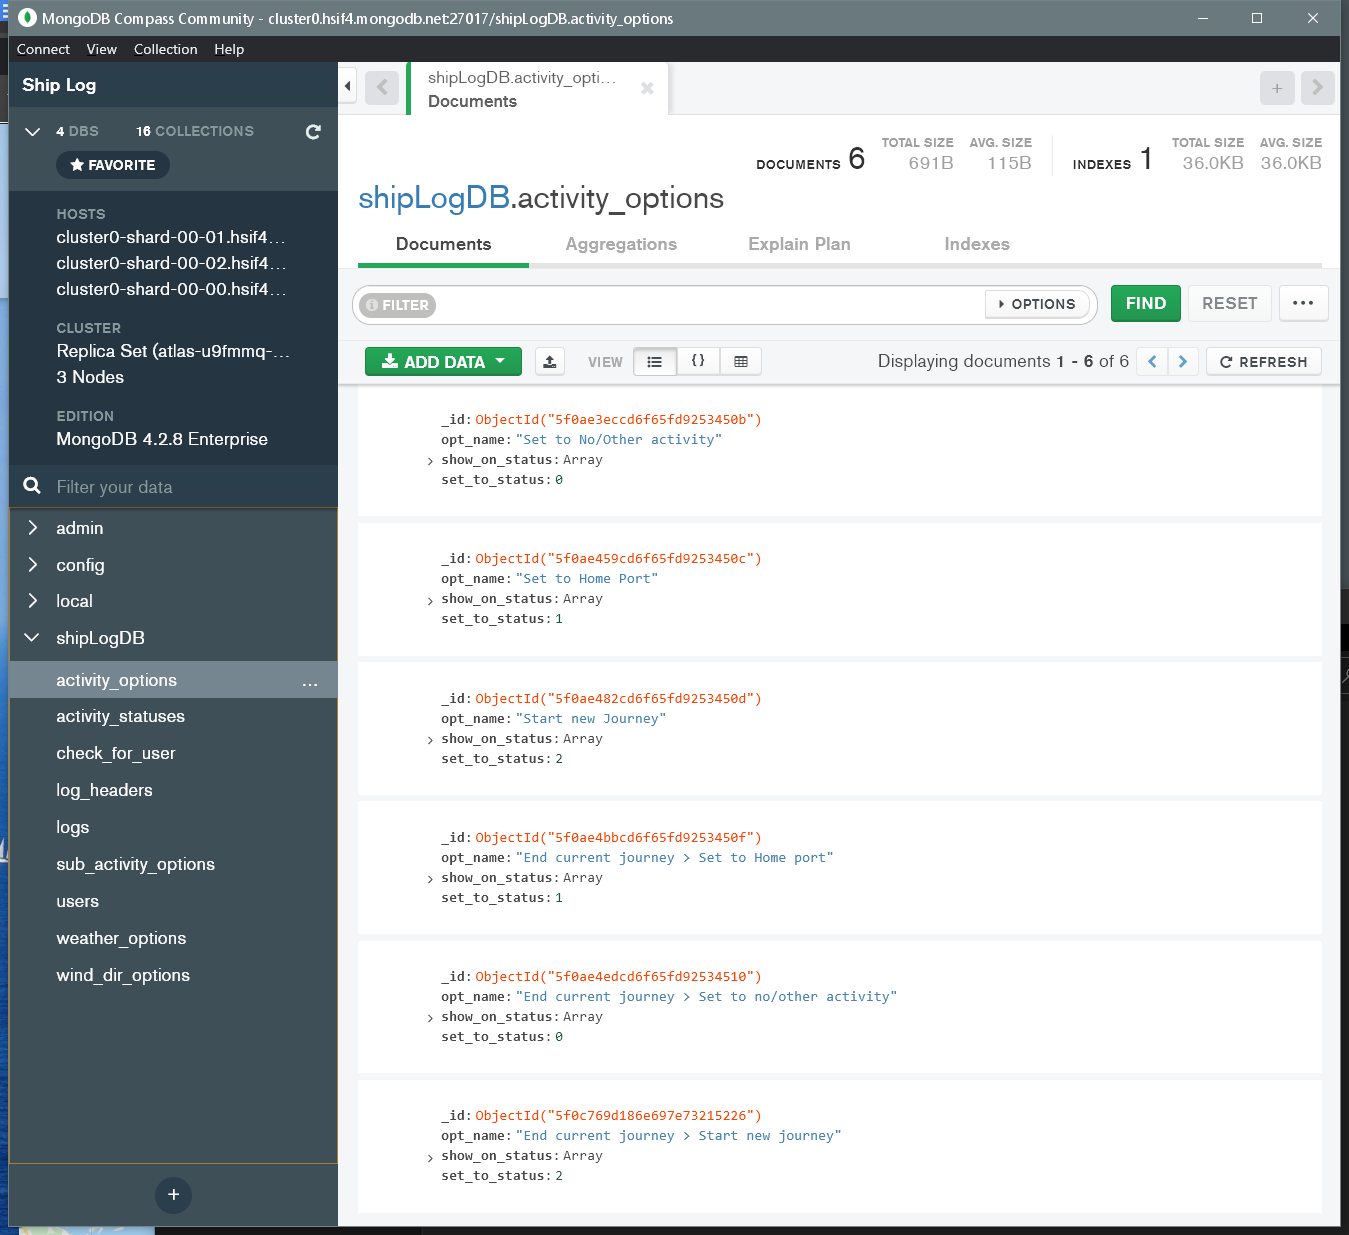 MongoDB Compass Community - cluster0.hsif4.mongodb.net:27017/shipLogDB.activity_options
Connect View Collection Help
Ship Log
4 DBS 16 COLLECTIONS
★ FAVORITE
HOSTS
cluster0-shard-00-01.hsif4...
cluster0-shard-00-02.hsif4...
cluster0-shard-00-00.hsif4...
CLUSTER
Replica Set (atlas-u9fmmq-...
3 Nodes
EDITION
MongoDB 4.2.8 Enterprise
Filter your data
admin
config
local
shipLogDB
activity_options ...
activity_statuses
check_for_user
log_headers
logs
sub_activity_options
users
weather_options
wind_dir_options
+
shipLogDB.activity_opti...
Documents
+
DOCUMENTS 6 TOTAL SIZE 691B AVG. SIZE 115B INDEXES 1 TOTAL SIZE 36.0KB AVG. SIZE 36.0KB
shipLogDB.activity_options
Documents Aggregations Explain Plan Indexes
FILTER OPTIONS FIND RESET ...
ADD DATA VIEW { } Displaying documents 1 - 6 of 6 < > REFRESH
_id: ObjectId("5f0ae3eccd6f65fd9253450b")
opt_name: "Set to No/Other activity"
> show_on_status: Array
set_to_status: 0
_id: ObjectId("5f0ae459cd6f65fd9253450c")
opt_name: "Set to Home Port"
> show_on_status: Array
set_to_status: 1
_id: ObjectId("5f0ae482cd6f65fd9253450d")
opt_name: "Start new Journey"
> show_on_status: Array
set_to_status: 2
_id: ObjectId("5f0ae4bbcd6f65fd9253450f")
opt_name: "End current journey > Set to Home port"
> show_on_status: Array
set_to_status: 1
_id: ObjectId("5f0ae4edcd6f65fd92534510")
opt_name: "End current journey > Set to no/other activity"
> show_on_status: Array
set_to_status: 0
_id: ObjectId("5f0c769d186e697e73215226")
opt_name: "End current journey > Start new journey"
> show_on_status: Array
set_to_status: 2